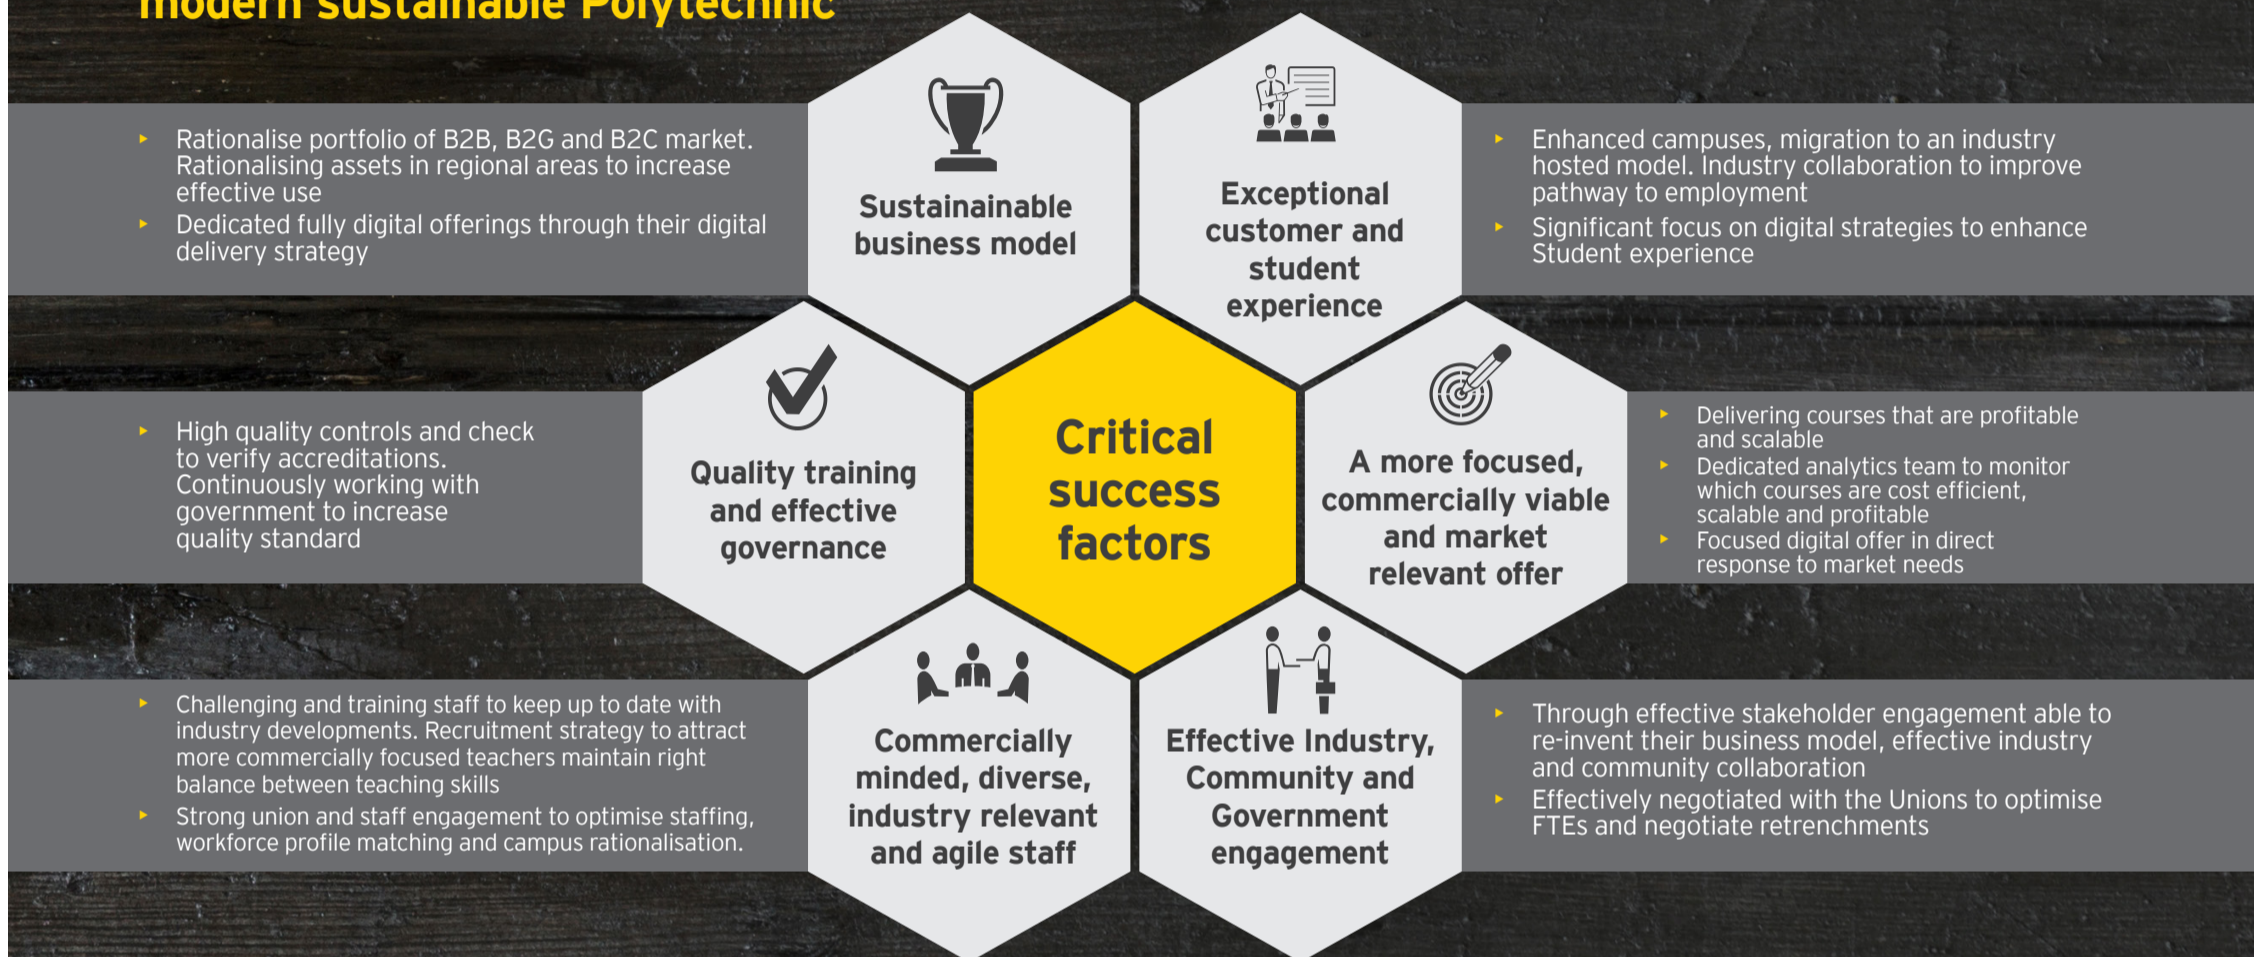 modern sustainable Polytechnic
Rationalise portfolio of B2B, B2G and B2C market.
Rationalising assets in regional areas to increase
effective use
Dedicated fully digital offerings through their digital
delivery strategy
Sustainainable
business model
Exceptional
customer and
student
experience
Enhanced campuses, migration to an industry
hosted model. Industry collaboration to improve
pathway to employment
Significant focus on digital strategies to enhance
Student experience
High quality controls and check
to verify accreditations.
Continuously working with
government to increase
quality standard
Quality training
and effective
governance
Critical
success
factors
A more focused,
commercially viable
and market
relevant offer
Delivering courses that are profitable
and scalable
Dedicated analytics team to monitor
which courses are cost efficient,
scalable and profitable
Focused digital offer in direct
response to market needs
Challenging and training staff to keep up to date with
industry developments. Recruitment strategy to attract
more commercially focused teachers maintain right
balance between teaching skills
Strong union and staff engagement to optimise staffing,
workforce profile matching and campus rationalisation.
Commercially
minded, diverse,
industry relevant
and agile staff
Effective Industry,
Community and
Government
engagement
Through effective stakeholder engagement able to
re-invent their business model, effective industry
and community collaboration
Effectively negotiated with the Unions to optimise
FTEs and negotiate retrenchments